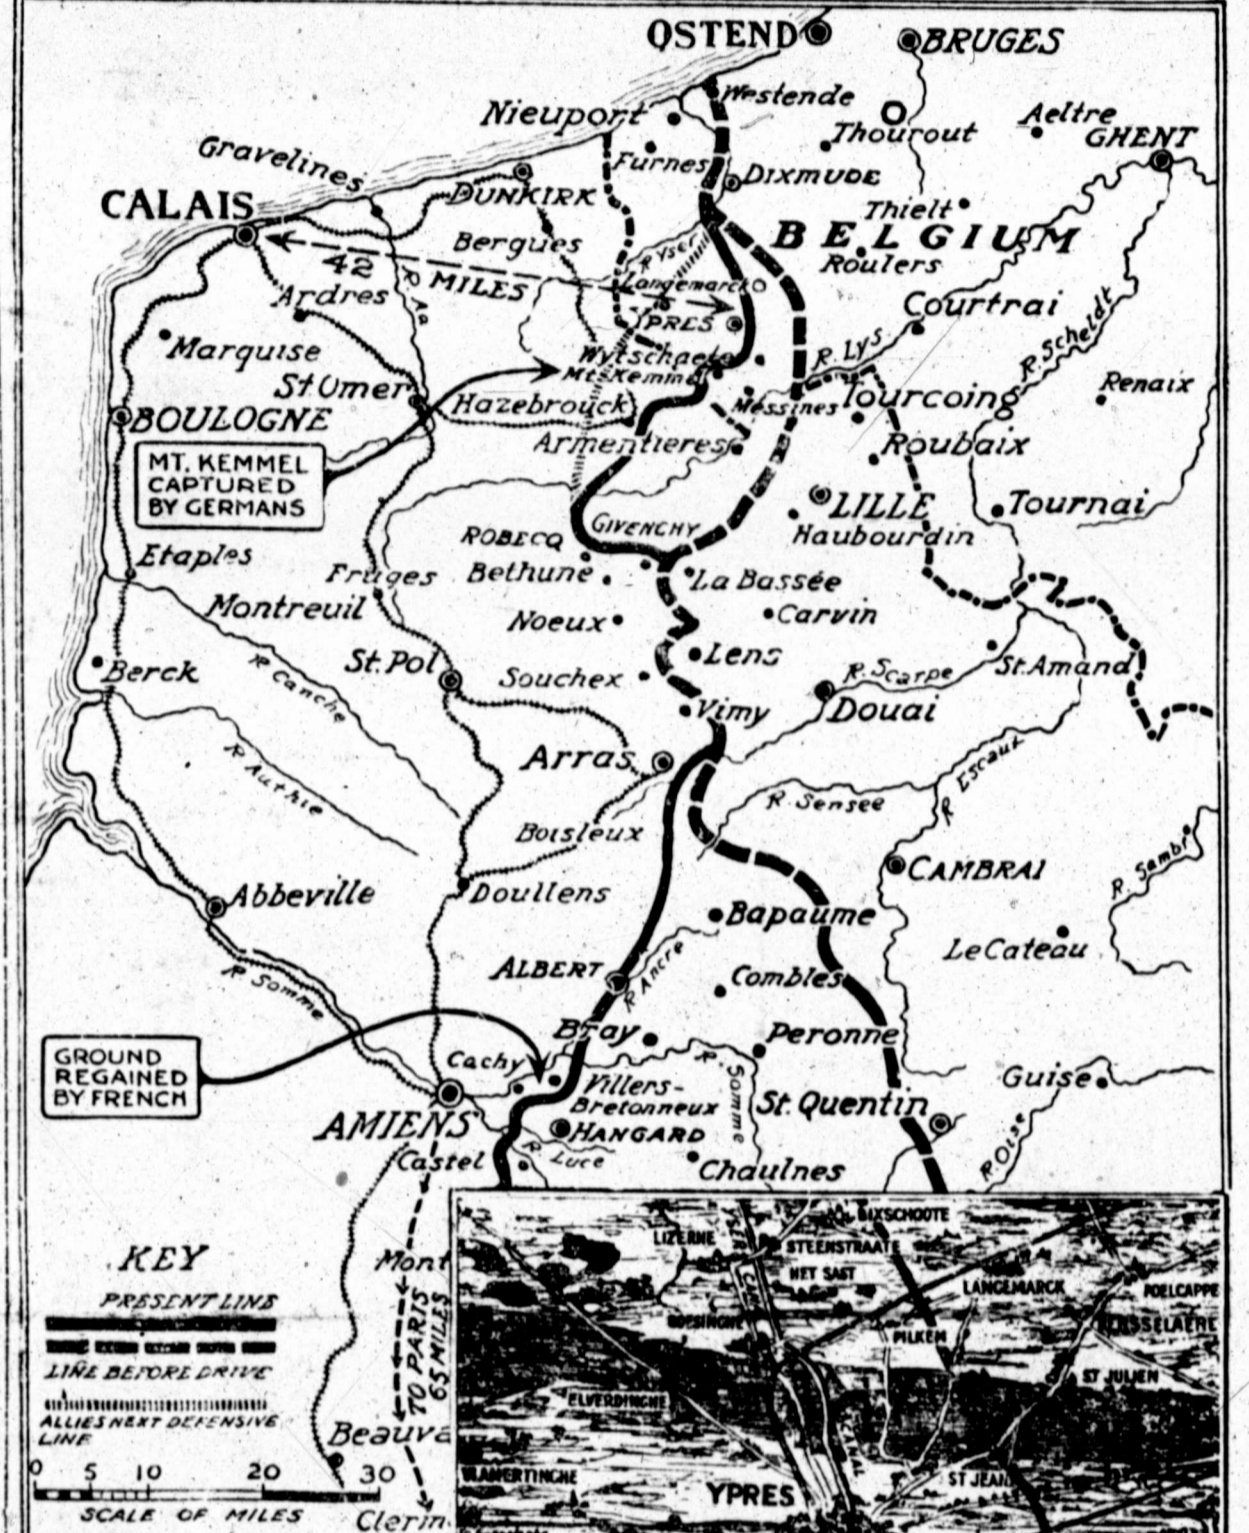 OSTEND
BRUGES
Westende
Nieuport
Thourout
Aeltre
GHENT
Gravelines
Furnes
DIXMUDE
DUNKIRK
CALAIS
Thielt
BELGIUM
Bergues
R. Yser
Roulers
42 MILES
R. Aa
Langemarck
Ardres
Courtrai
YPRES
R. Scheldt
Marquise
Wytschaete
R. Lys
Mt. Kemmel
St. Omer
Renaix
Hazebrouck
Messines
Tourcoing
BOULOGNE
Armentieres
Roubaix
MT. KEMMEL
CAPTURED
BY GERMANS
LILLE
Tournai
GIVENCHY
Haubourdin
ROBECQ
Etaples
Fruges
Bethune
La Bassée
Montreuil
Noeux
Carvin
Berck
R. Canche
St. Pol
Souchex
Lens
R. Scarpe
St. Amand
Vimy
Douai
Arras
R. Authie
R. Escaut
R. Sensee
Boisleux
CAMBRAI
R. Sambr
Abbeville
Doullens
Bapaume
Le Cateau
ALBERT
R. Ancre
Combles
R. Somme
Bray
Peronne
GROUND
REGAINED
BY FRENCH
Cachy
R. Somme
Guise
Villers-
Bretonneux
St. Quentin
AMIENS
HANGARD
R. Luce
R. Oise
Castel
Chaulnes
BIXSCHOOTE
LIZERNE
STEENSTRAATE
HET SAST
LANGEMARCK
POELCAPPE
BOESINGHE
PILKEM
ST JULIEN
ELVERDINGHE
CANAL
VLAMERTINGHE
ST JEAN
YPRES
KEY
PRESENT LINE
LINE BEFORE DRIVE
ALLIES NEXT DEFENSIVE
LINE
Mont
TO PARIS
65 MILES
Beauva
0 5 10 20 30
SCALE OF MILES
Clerm